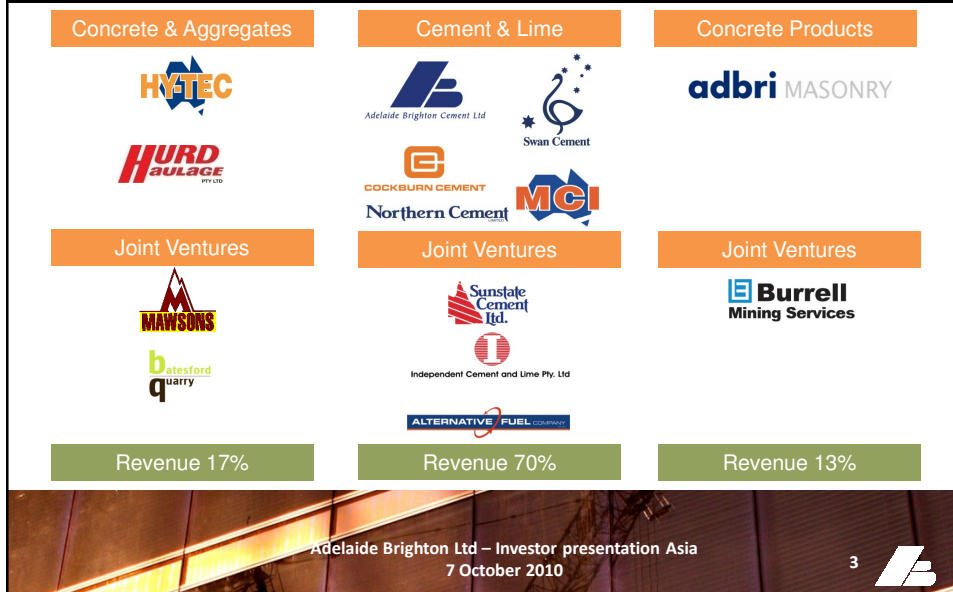 Concrete & Aggregates
HY-TEC
HURD
HAULAGE
PTY LTD
Joint Ventures
MAWSONS
batesford
quarry
Revenue 17%
Cement & Lime
Adelaide Brighton Cement Ltd
Swan Cement
COCKBURN CEMENT
Northern Cement
LIMITED
MCI
Joint Ventures
Sunstate
Cement
Ltd.
Independent Cement and Lime Pty. Ltd
ALTERNATIVE FUEL COMPANY
Revenue 70%
Concrete Products
adbri MASONRY
Joint Ventures
Burrell
Mining Services
Revenue 13%
Adelaide Brighton Ltd – Investor presentation Asia
7 October 2010
3